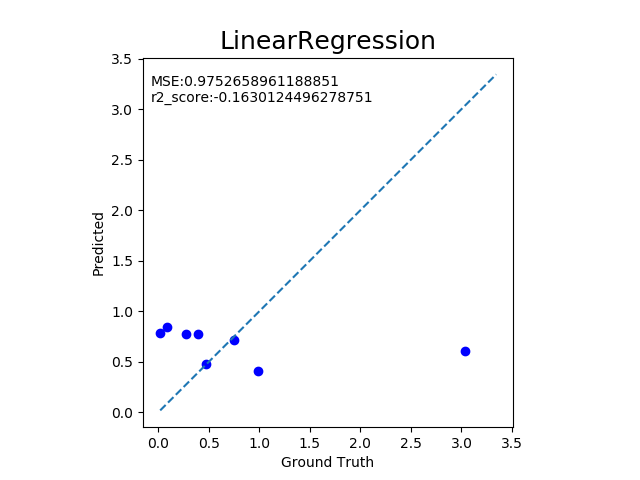 LinearRegression
MSE:0.9752658961188851
r2_score:-0.1630124496278751
3.5
3.0
2.5
2.0
1.5
1.0
0.5
0.0
Predicted
0.0 0.5 1.0 1.5 2.0 2.5 3.0 3.5
Ground Truth